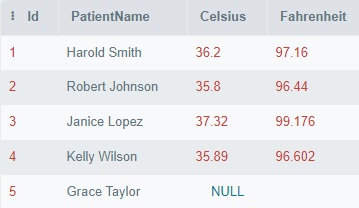 Id PatientName Celsius Fahrenheit
1 Harold Smith 36.2 97.16
2 Robert Johnson 35.8 96.44
3 Janice Lopez 37.32 99.176
4 Kelly Wilson 35.89 96.602
5 Grace Taylor NULL